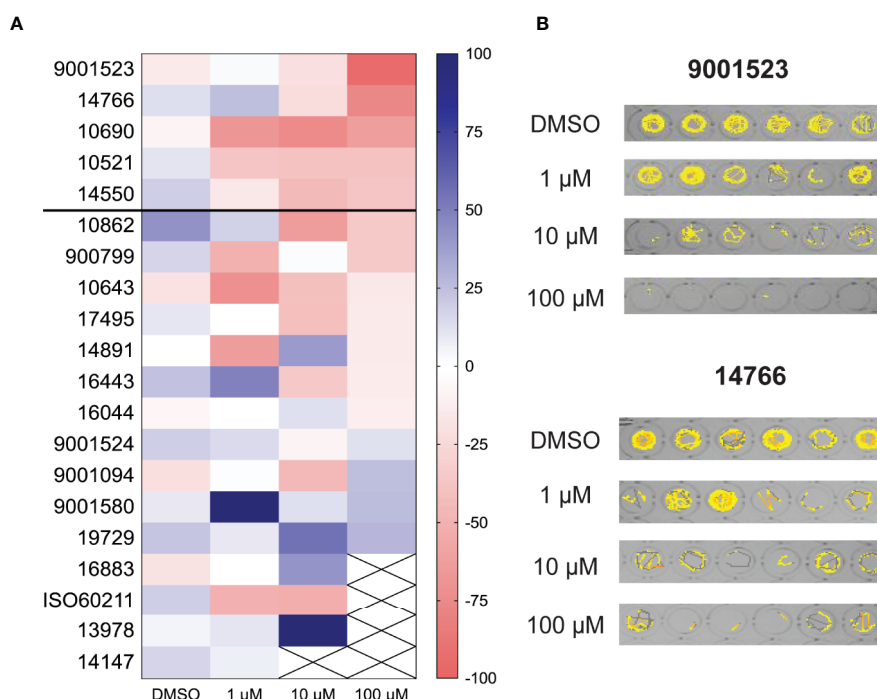 A
9001523
14766
10690
10521
14550
10862
900799
10643
17495
14891
16443
16044
9001524
9001094
9001580
19729
16883
ISO60211
13978
14147
DMSO 1 µM 10 µM 100 µM
100
75
50
25
0
-25
-50
-75
-100
B
9001523
DMSO
1 µM
10 µM
100 µM
14766
DMSO
1 µM
10 µM
100 µM